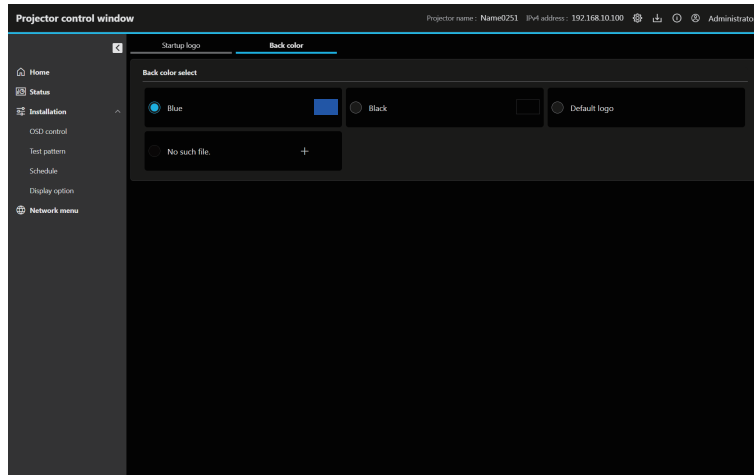 Projector control window
Projector name : Name0251 IPv4 address : 192.168.10.100 Administrato
Startup logo Back color
Home
Status
Installation
OSD control
Test pattern
Schedule
Display option
Network menu
Back color select
Blue Black Default logo
No such file. +